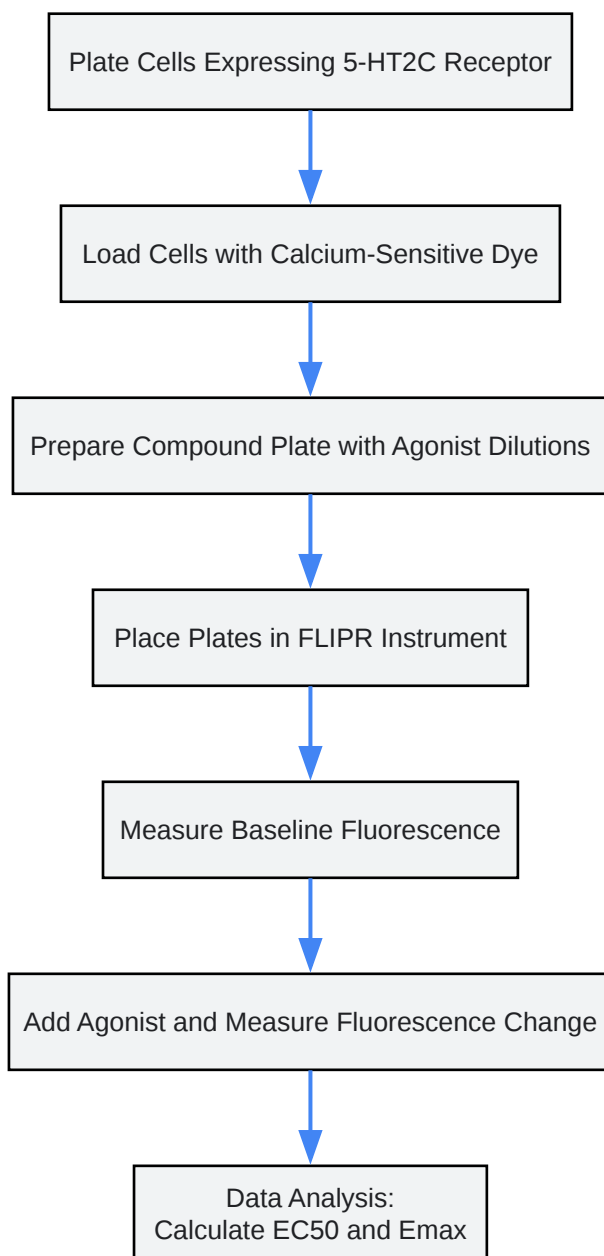 Plate Cells Expressing 5-HT2C Receptor
Load Cells with Calcium-Sensitive Dye
Prepare Compound Plate with Agonist Dilutions
Place Plates in FLIPR Instrument
Measure Baseline Fluorescence
Add Agonist and Measure Fluorescence Change
Data Analysis:
Calculate EC50 and Emax